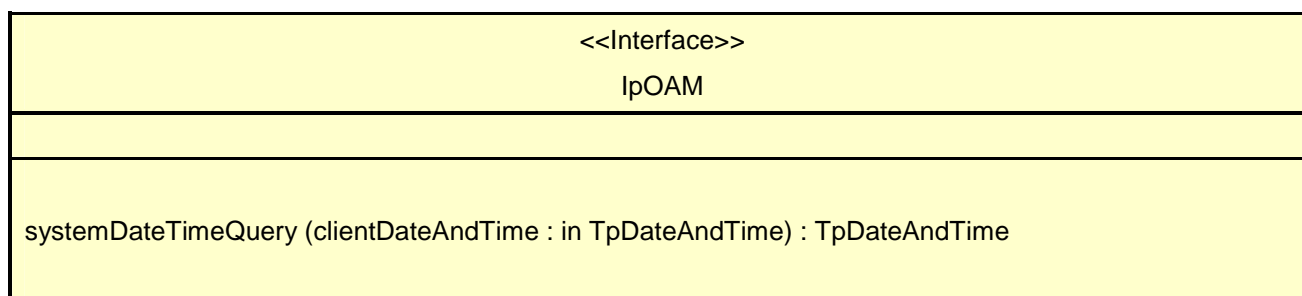 <<Interface>>
IpOAM
systemDateTimeQuery (clientDateAndTime : in TpDateAndTime) : TpDateAndTime